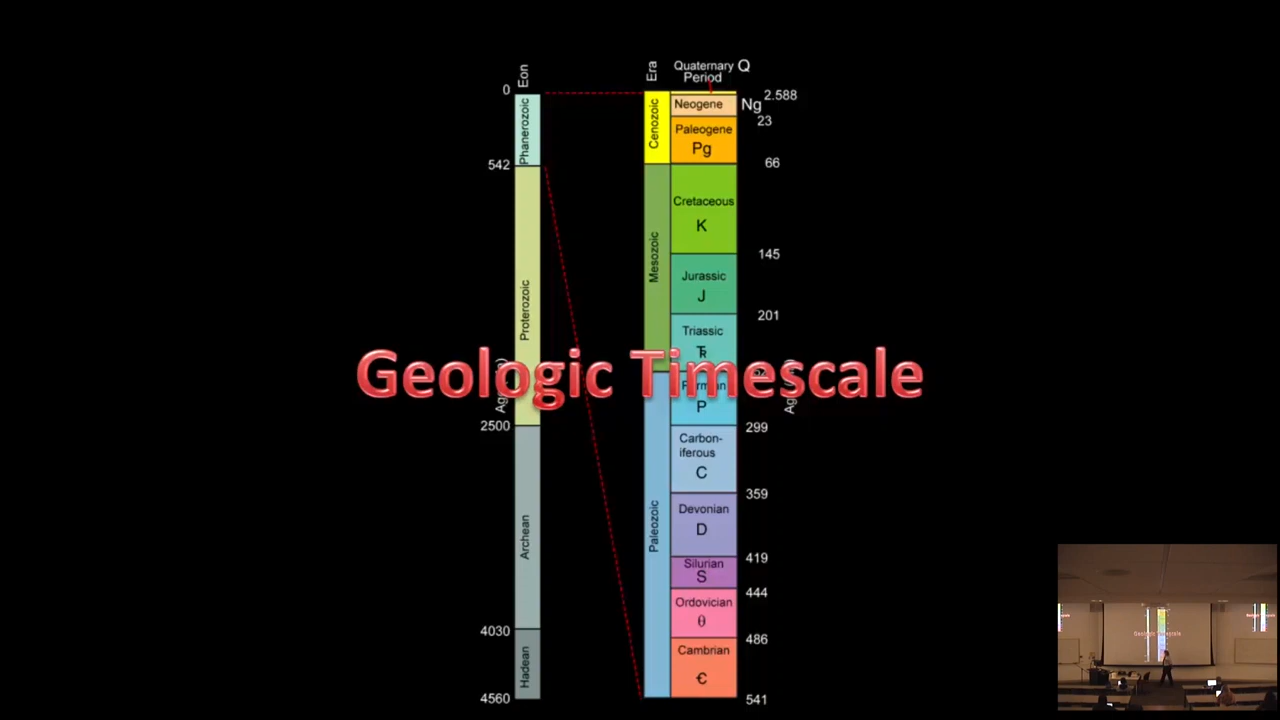 Eon
Era
Quaternary Q
Period
0
2.588
Neogene Ng
23
Phanerozoic
Cenozoic
Paleogene
Pg
542
66
Cretaceous
K
Mesozoic
145
Proterozoic
Jurassic
J
201
Triassic
Geologic Timescale
P
2500
299
Carbon-
iferous
C
359
Archean
Paleozoic
Devonian
D
419
Silurian
S
444
Ordovician
θ
4030
486
Hadean
Cambrian
Є
4560
541
Geologic Timescale